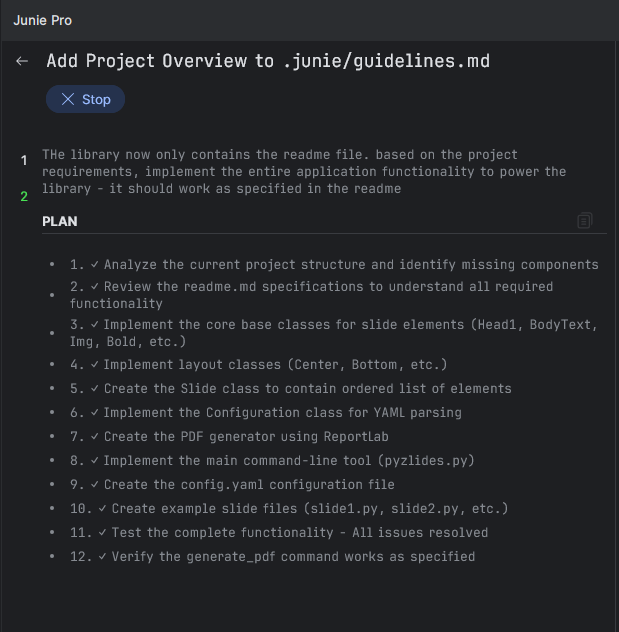 Junie Pro
← Add Project Overview to .junie/guidelines.md
Stop
1
THe library now only contains the readme file. based on the project
requirements, implement the entire application functionality to power the
2
library - it should work as specified in the readme
PLAN
• 1. ✓ Analyze the current project structure and identify missing components
• 2. ✓ Review the readme.md specifications to understand all required
functionality
• 3. ✓ Implement the core base classes for slide elements (Head1, BodyText,
Img, Bold, etc.)
• 4. ✓ Implement layout classes (Center, Bottom, etc.)
• 5. ✓ Create the Slide class to contain ordered list of elements
• 6. ✓ Implement the Configuration class for YAML parsing
• 7. ✓ Create the PDF generator using ReportLab
• 8. ✓ Implement the main command-line tool (pyzlides.py)
• 9. ✓ Create the config.yaml configuration file
• 10. ✓ Create example slide files (slide1.py, slide2.py, etc.)
• 11. ✓ Test the complete functionality - All issues resolved
• 12. ✓ Verify the generate_pdf command works as specified